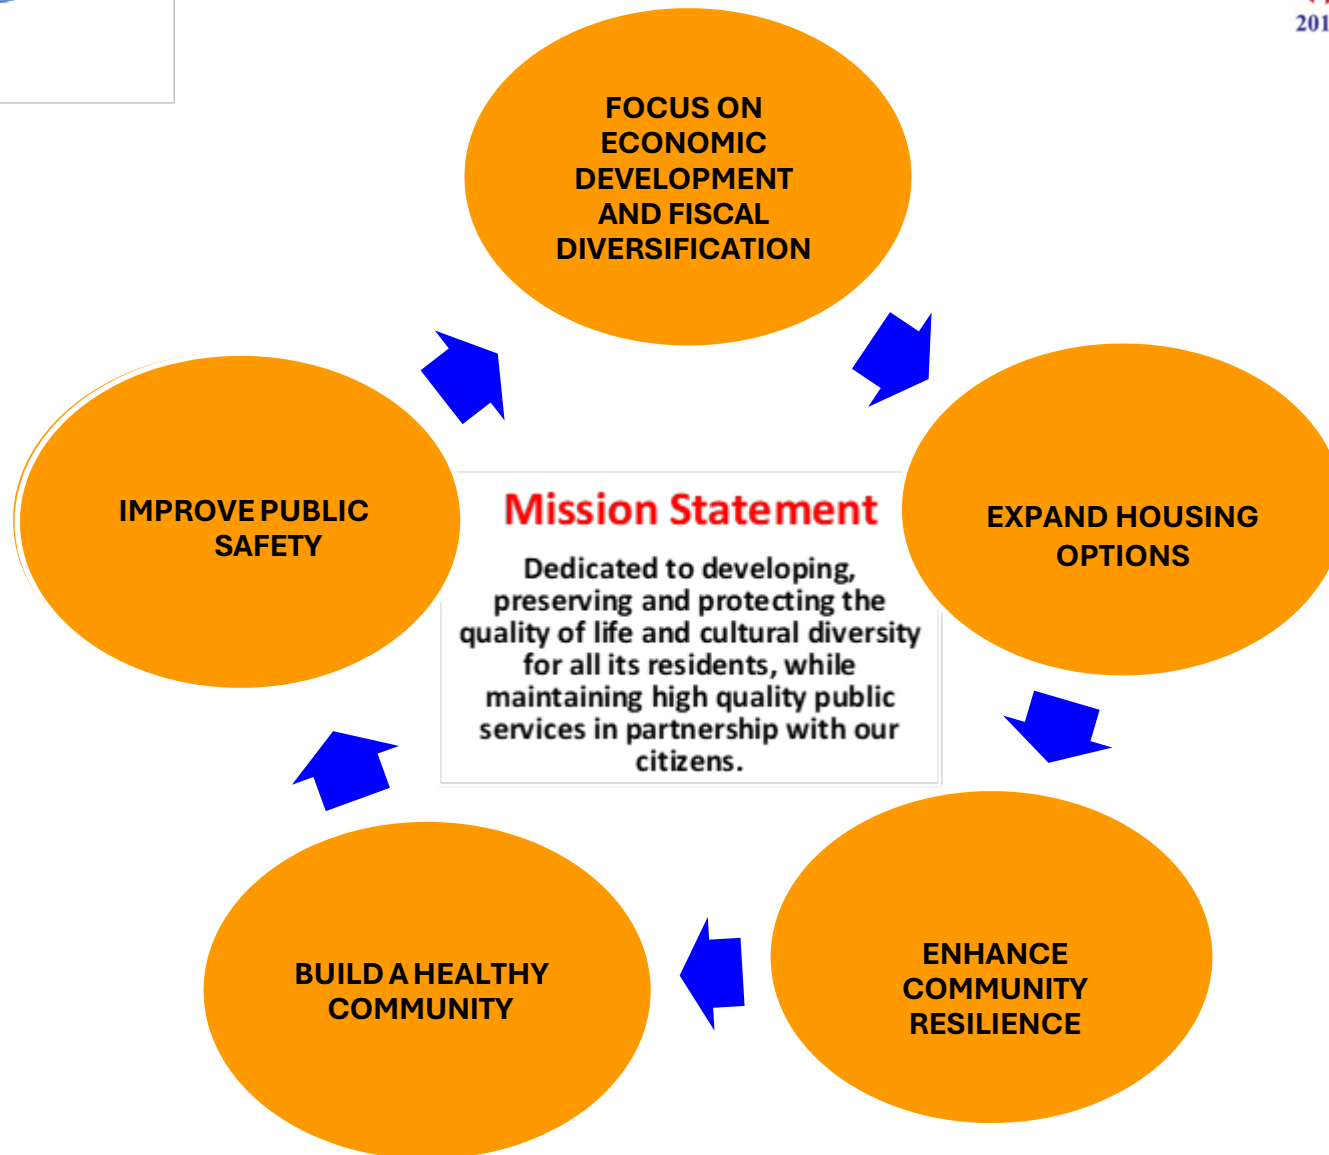 201
FOCUS ON
ECONOMIC
DEVELOPMENT
AND FISCAL
DIVERSIFICATION
EXPAND HOUSING
OPTIONS
ENHANCE
COMMUNITY
RESILIENCE
BUILD A HEALTHY
COMMUNITY
IMPROVE PUBLIC
SAFETY
Mission Statement
Dedicated to developing,
preserving and protecting the
quality of life and cultural diversity
for all its residents, while
maintaining high quality public
services in partnership with our
citizens.